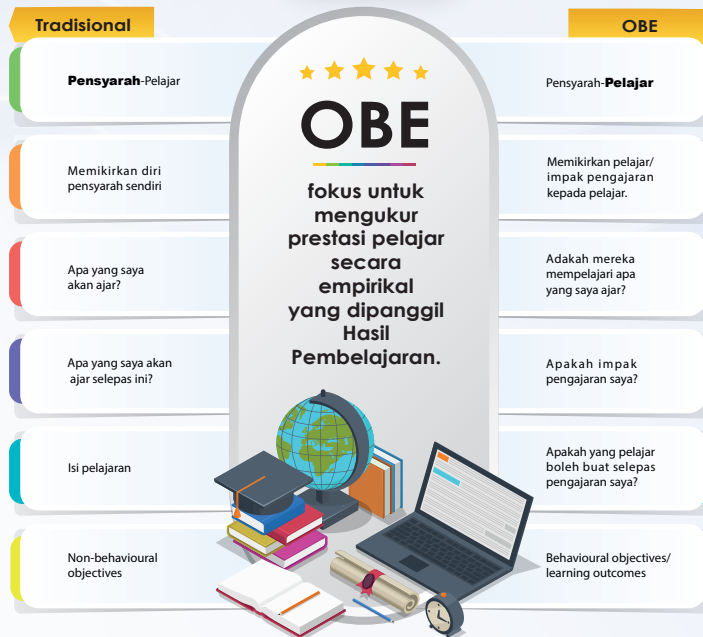 Tradisional
OBE
Pensyarah-Pelajar
Pensyarah-Pelajar
Memikirkan diri
pensyarah sendiri
Memikirkan pelajar/
impak pengajaran
kepada pelajar.
Apa yang saya
akan ajar?
Adakah mereka
mempelajari apa
yang saya ajar?
Apa yang saya akan
ajar selepas ini?
Apakah impak
pengajaran saya?
Isi pelajaran
Apakah yang pelajar
boleh buat selepas
pengajaran saya?
Non-behavioural
objectives
Behavioural objectives/
learning outcomes
OBE
fokus untuk
mengukur
prestasi pelajar
secara
empirikal
yang dipanggil
Hasil
Pembelajaran.